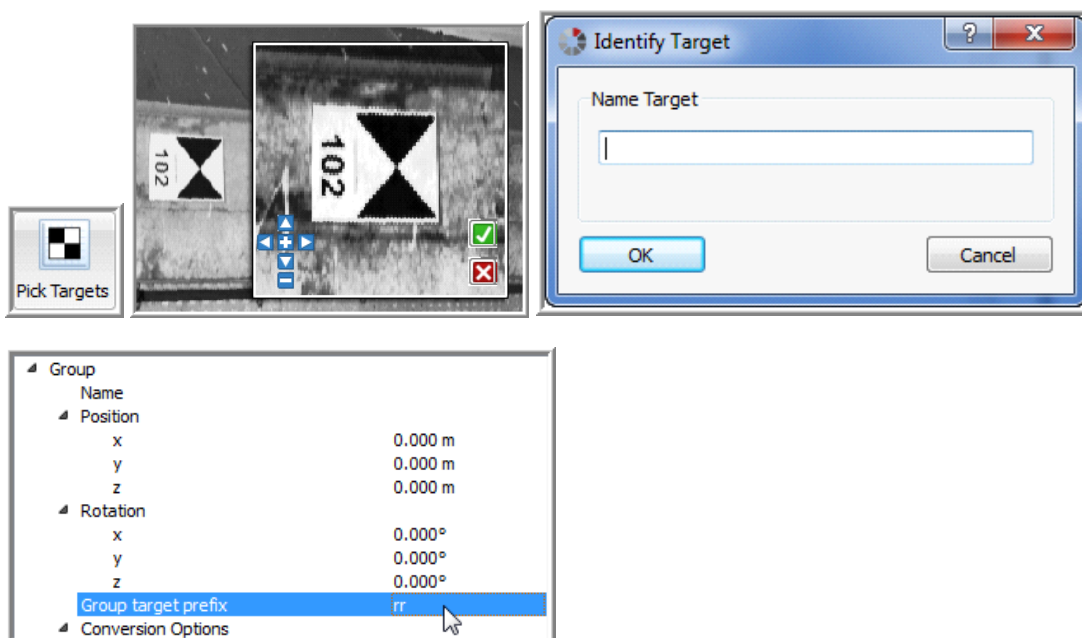 Pick Targets
102
102
Identify Target
Name Target
OK
Cancel
Group
Name
Position
x 0.000 m
y 0.000 m
z 0.000 m
Rotation
x 0.000°
y 0.000°
z 0.000°
Group target prefix rr
Conversion Options